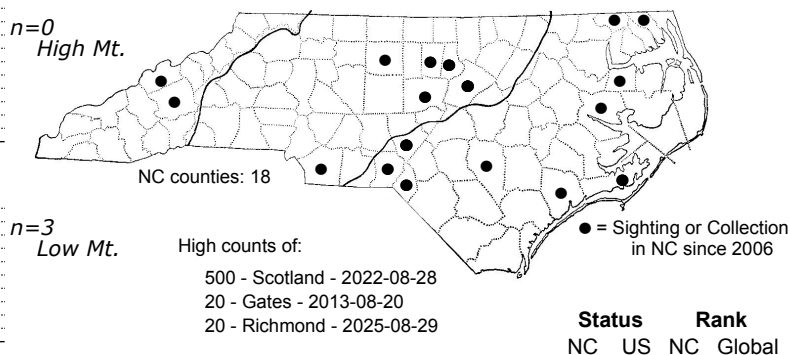 n=0
High Mt.
NC counties: 18
n=3
Low Mt.
● = Sighting or Collection
in NC since 2006
High counts of:
500 - Scotland - 2022-08-28
20 - Gates - 2013-08-20
20 - Richmond - 2025-08-29
Status Rank
NC US NC Global